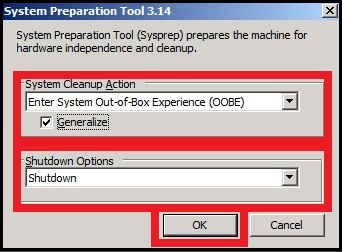 System Preparation Tool 3.14
System Preparation Tool (Sysprep) prepares the machine for
hardware independence and cleanup.
System Cleanup Action
Enter System Out-of-Box Experience (OOBE)
Generalize
Shutdown Options
Shutdown
OK
Cancel